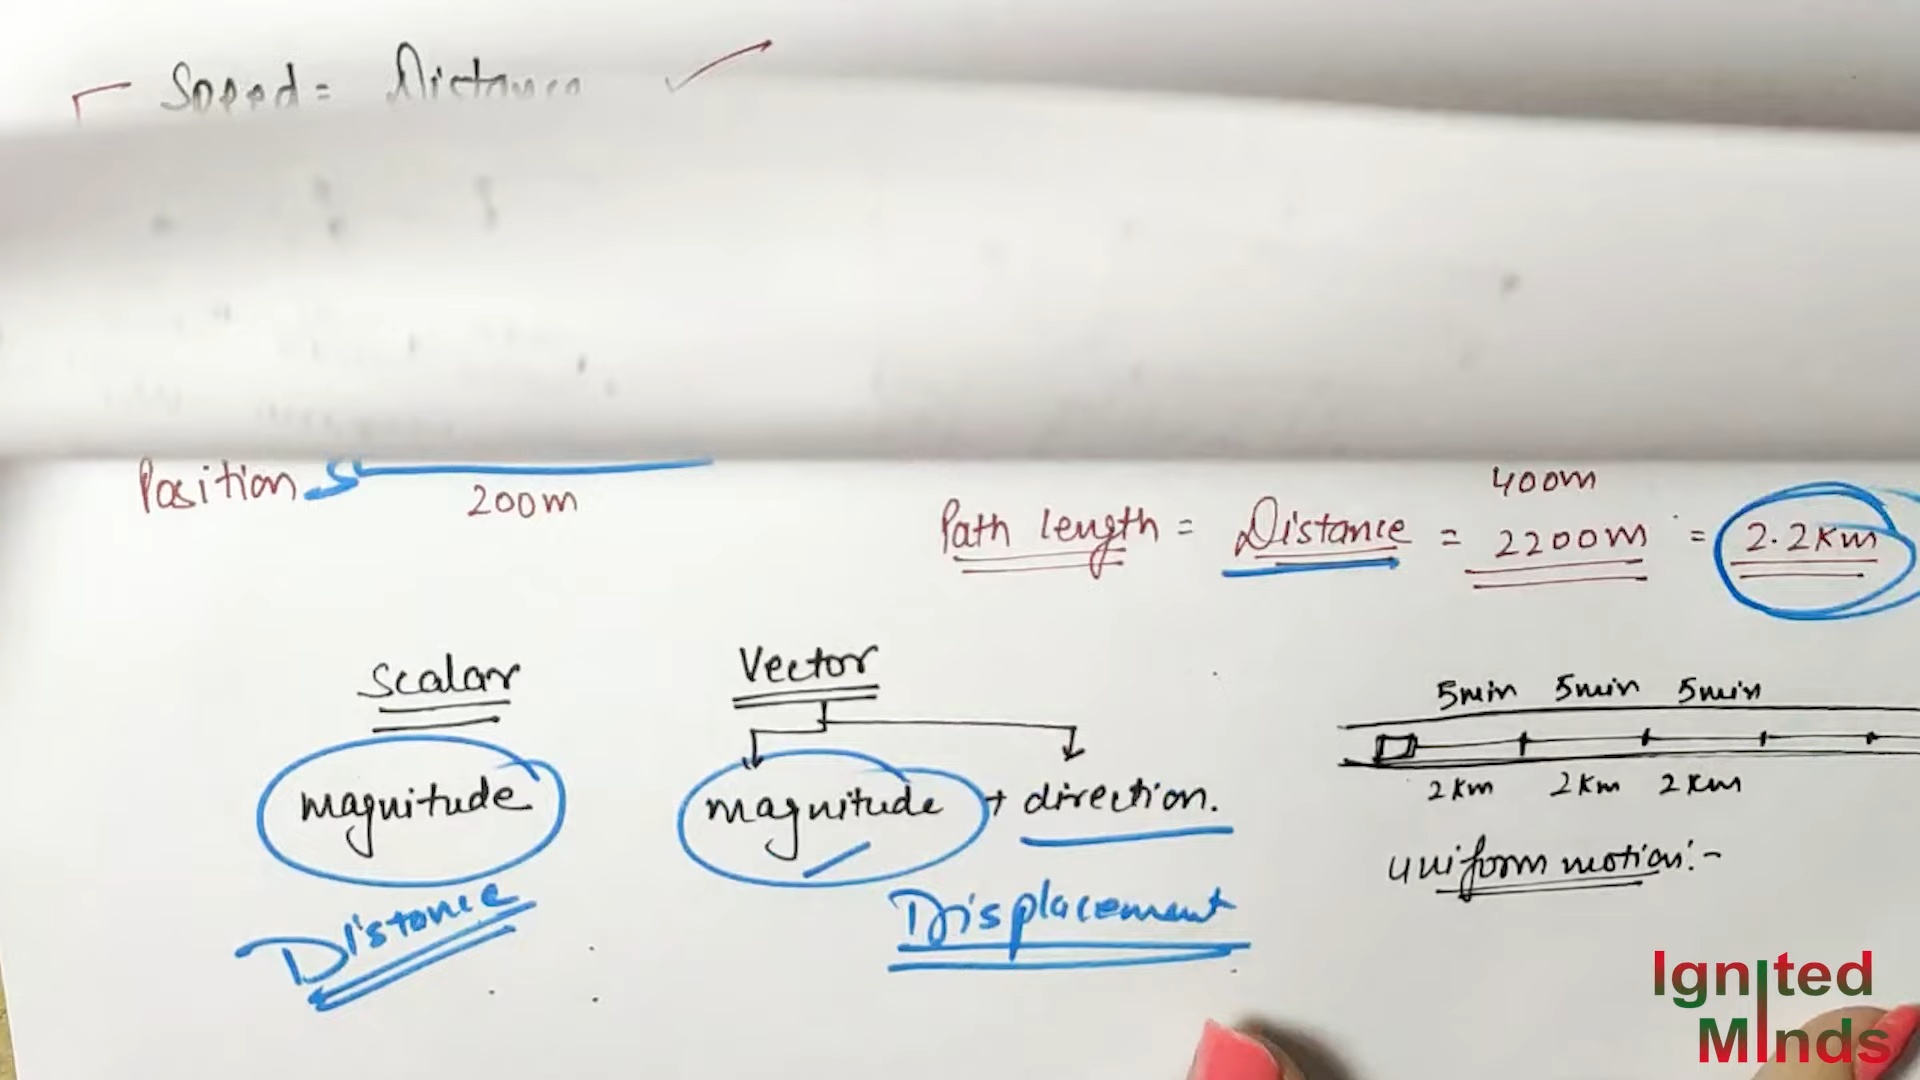 Speed = Distance
Position
200m
400m
Path length = Distance = 2200m = 2.2km
Scalar
magnitude
Distance
Vector
magnitude + direction.
Displacement
5min 5min 5min
2km 2km 2km
uniform motion:-
Ignited
Minds